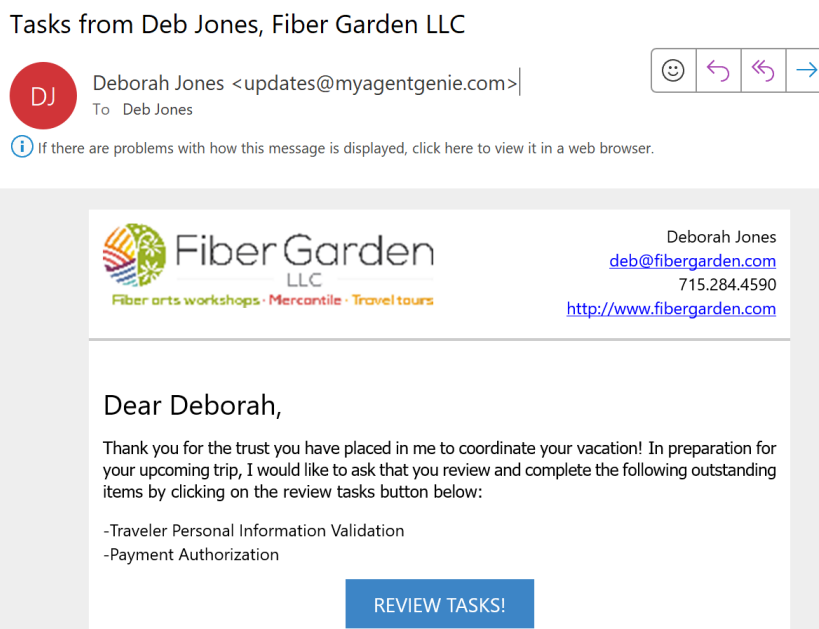 Tasks from Deb Jones, Fiber Garden LLC
DJ
Deborah Jones <updates@myagentgenie.com>
To Deb Jones
If there are problems with how this message is displayed, click here to view it in a web browser.
Fiber Garden
LLC
Fiber arts workshops · Mercantile · Travel tours
Deborah Jones
deb@fibergarden.com
715.284.4590
http://www.fibergarden.com
Dear Deborah,
Thank you for the trust you have placed in me to coordinate your vacation! In preparation for
your upcoming trip, I would like to ask that you review and complete the following outstanding
items by clicking on the review tasks button below:
-Traveler Personal Information Validation
-Payment Authorization
REVIEW TASKS!